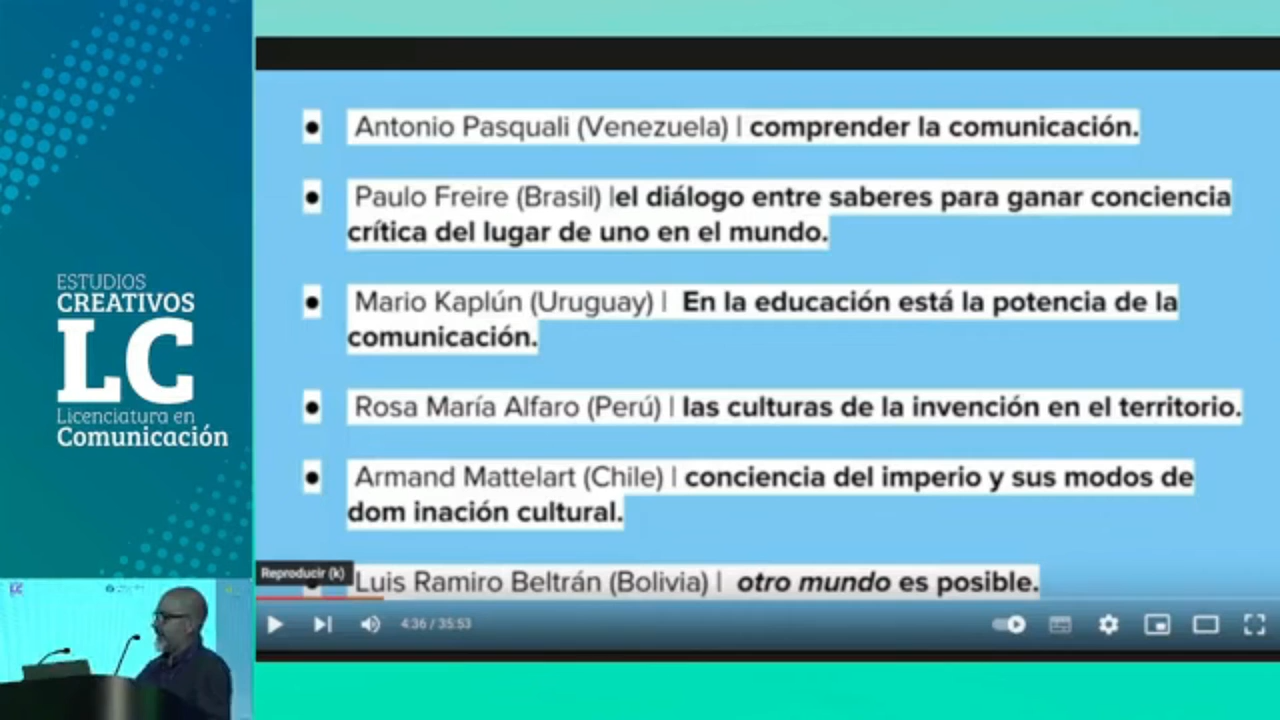 ESTUDIOS
CREATIVOS
LC
Licenciatura en
Comunicación
• Antonio Pasquali (Venezuela) | comprender la comunicación.
• Paulo Freire (Brasil) |el diálogo entre saberes para ganar conciencia
crítica del lugar de uno en el mundo.
• Mario Kaplún (Uruguay) | En la educación está la potencia de la
comunicación.
• Rosa María Alfaro (Perú) | las culturas de la invención en el territorio.
• Armand Mattelart (Chile) | conciencia del imperio y sus modos de
dom inación cultural.
Reproducir (k)
• Luis Ramiro Beltrán (Bolivia) | otro mundo es posible.
4:36 / 35:53
LC